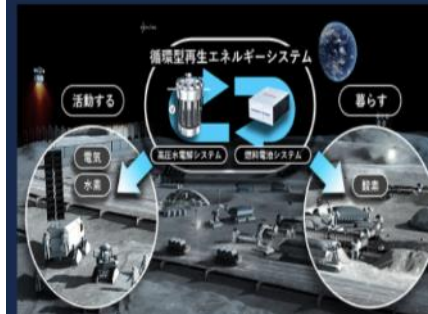 循環型再生エネルギーシステム
活動する
暮らす
高圧水電解システム
燃料電池システム
電気
水素
酸素